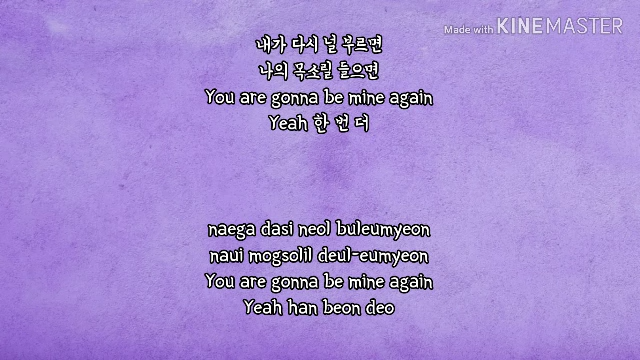 Made with KINEMASTER
내가 다시 널 부르면
나의 목소릴 들으면
You are gonna be mine again
Yeah 한 번 더
naega dasi neol buleumyeon
naui mogsolil deul-eumyeon
You are gonna be mine again
Yeah han beon deo